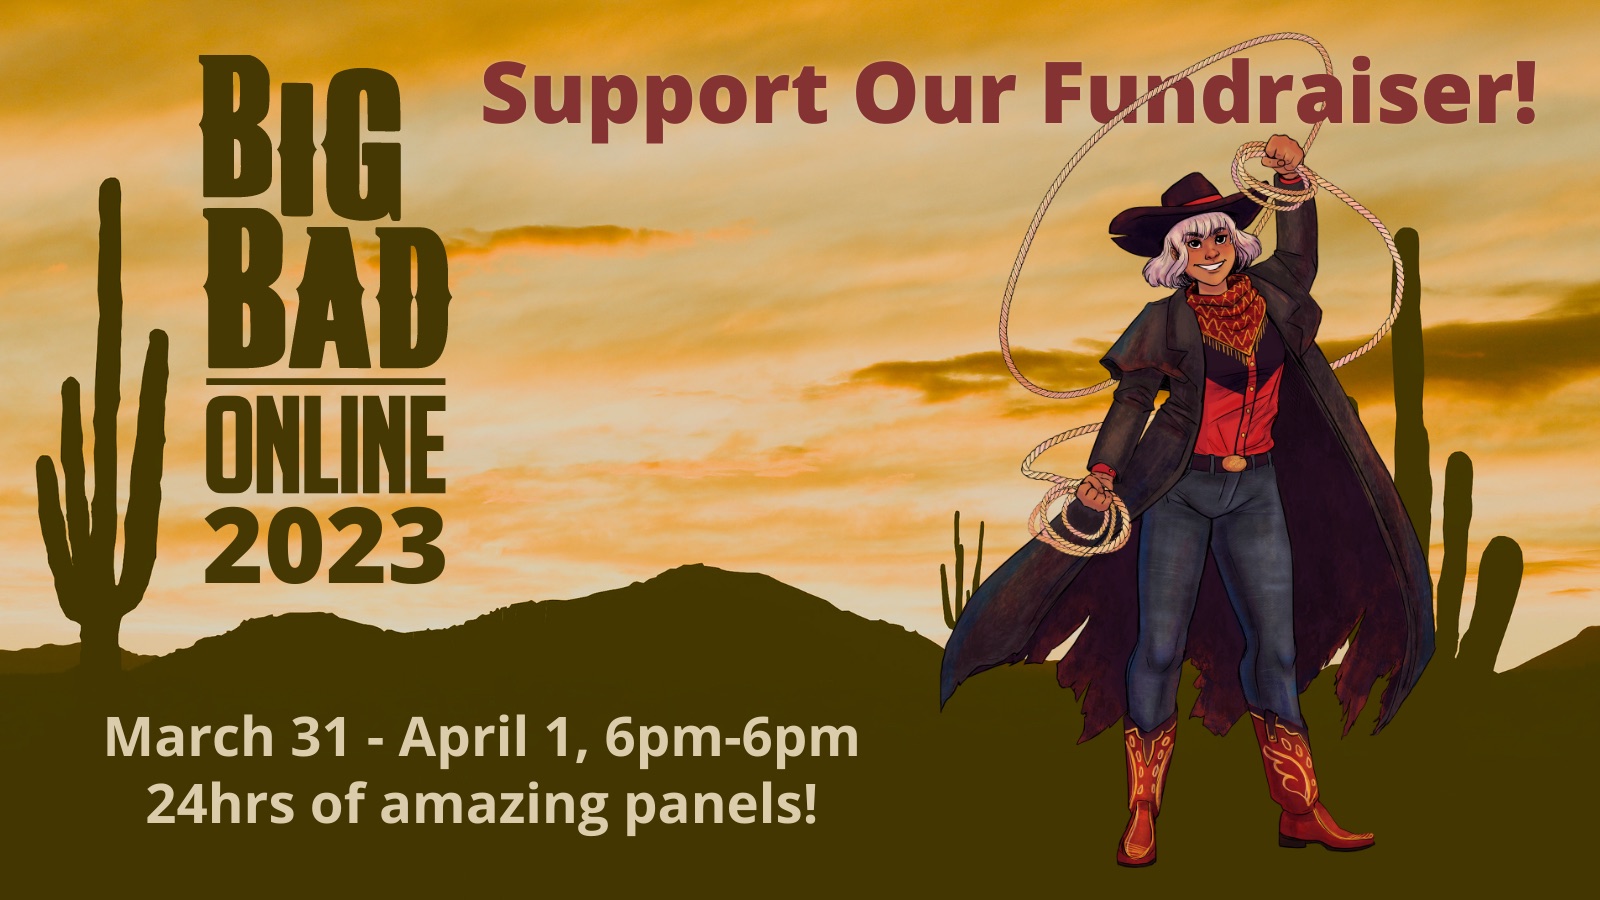 BIG
BAD
ONLINE
2023
Support Our Fundraiser!
March 31 - April 1, 6pm-6pm
24hrs of amazing panels!